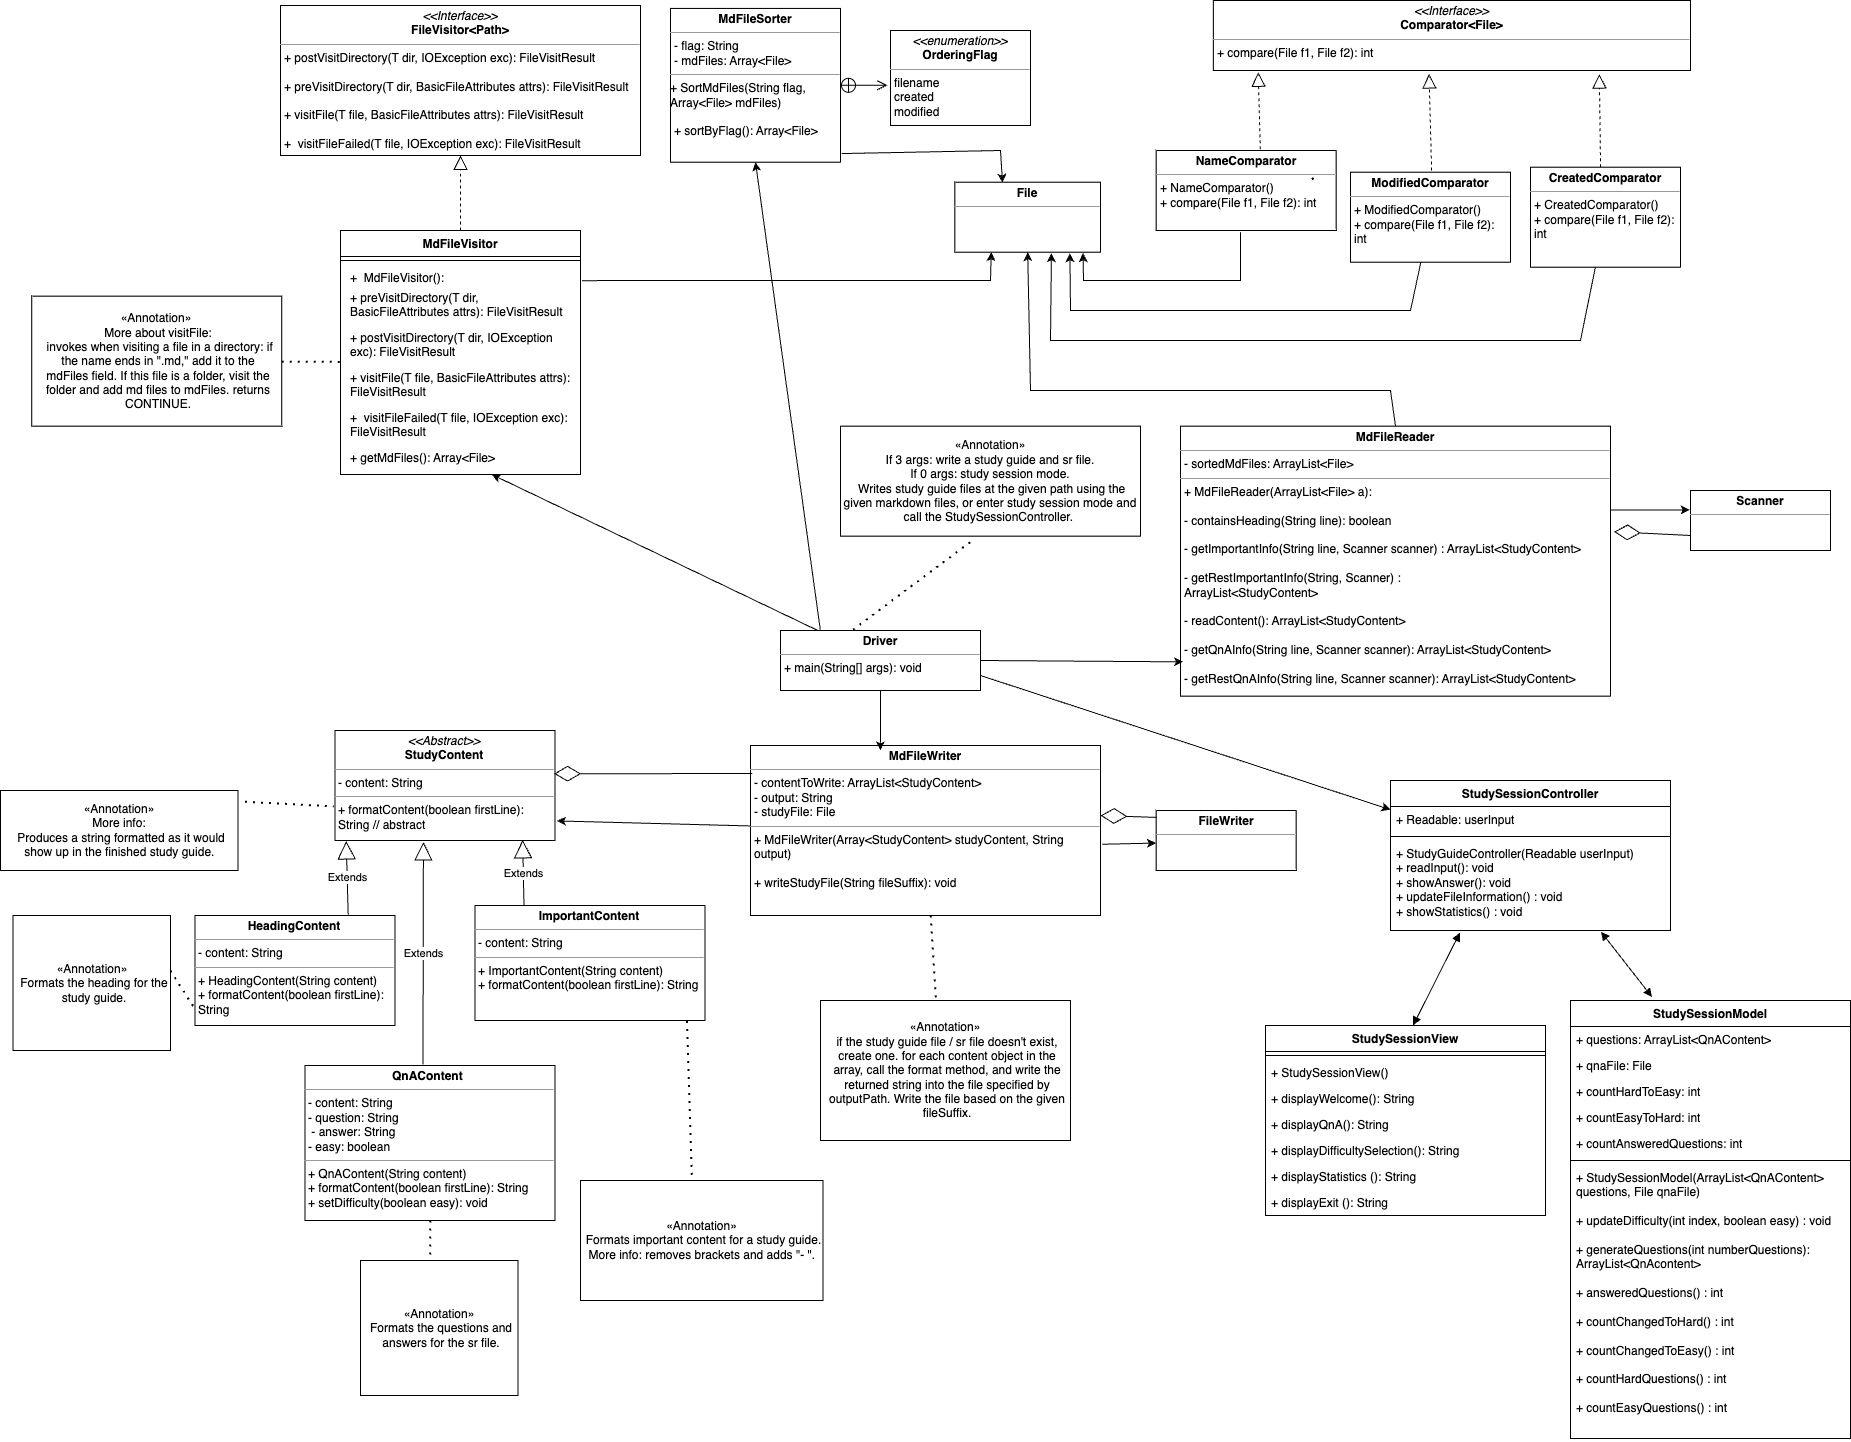 <<Interface>>
FileVisitor<Path>
+ postVisitDirectory(T dir, IOException exc): FileVisitResult
+ preVisitDirectory(T dir, BasicFileAttributes attrs): FileVisitResult
+ visitFile(T file, BasicFileAttributes attrs): FileVisitResult
+  visitFileFailed(T file, IOException exc): FileVisitResult
MdFileSorter
- flag: String
- mdFiles: Array<File>
+ SortMdFiles(String flag,
Array<File> mdFiles)
+ sortByFlag(): Array<File>
<<enumeration>>
OrderingFlag
filename
created
modified
<<Interface>>
Comparator<File>
+ compare(File f1, File f2): int
NameComparator
+ NameComparator()
+ compare(File f1, File f2): int
ModifiedComparator
+ ModifiedComparator()
+ compare(File f1, File f2):
int
CreatedComparator
+ CreatedComparator()
+ compare(File f1, File f2):
int
File
MdFileVisitor
+  MdFileVisitor():
+ preVisitDirectory(T dir,
BasicFileAttributes attrs): FileVisitResult
+ postVisitDirectory(T dir, IOException
exc): FileVisitResult
+ visitFile(T file, BasicFileAttributes attrs):
FileVisitResult
+  visitFileFailed(T file, IOException exc):
FileVisitResult
+ getMdFiles(): Array<File>
«Annotation»
More about visitFile:
invokes when visiting a file in a directory: if
the name ends in ".md," add it to the
mdFiles field. If this file is a folder, visit the
folder and add md files to mdFiles. returns
CONTINUE.
«Annotation»
If 3 args: write a study guide and sr file.
If 0 args: study session mode.
Writes study guide files at the given path using the
given markdown files, or enter study session mode and
call the StudySessionController.
MdFileReader
- sortedMdFiles: ArrayList<File>
+ MdFileReader(ArrayList<File> a):
- containsHeading(String line): boolean
- getImportantInfo(String line, Scanner scanner) : ArrayList<StudyContent>
- getRestImportantInfo(String, Scanner) :
ArrayList<StudyContent>
- readContent(): ArrayList<StudyContent>
- getQnAInfo(String line, Scanner scanner): ArrayList<StudyContent>
- getRestQnAInfo(String line, Scanner scanner): ArrayList<StudyContent>
Scanner
Driver
+ main(String[] args): void
<<Abstract>>
StudyContent
- content: String
+ formatContent(boolean firstLine):
String // abstract
«Annotation»
More info:
Produces a string formatted as it would
show up in the finished study guide.
MdFileWriter
- contentToWrite: ArrayList<StudyContent>
- output: String
- studyFile: File
+ MdFileWriter(Array<StudyContent> studyContent, String
output)
+ writeStudyFile(String fileSuffix): void
FileWriter
StudySessionController
+ Readable: userInput
+ StudyGuideController(Readable userInput)
+ readInput(): void
+ showAnswer(): void
+ updateFileInformation() : void
+ showStatistics() : void
Extends
Extends
Extends
«Annotation»
Formats the heading for the
study guide.
HeadingContent
- content: String
+ HeadingContent(String content)
+ formatContent(boolean firstLine):
String
ImportantContent
- content: String
+ ImportantContent(String content)
+ formatContent(boolean firstLine): String
QnAContent
- content: String
- question: String
- answer: String
- easy: boolean
+ QnAContent(String content)
+ formatContent(boolean firstLine): String
+ setDifficulty(boolean easy): void
«Annotation»
Formats the questions and
answers for the sr file.
«Annotation»
Formats important content for a study guide.
More info: removes brackets and adds "- ".
«Annotation»
if the study guide file / sr file doesn't exist,
create one. for each content object in the
array, call the format method, and write the
returned string into the file specified by
outputPath. Write the file based on the given
fileSuffix.
StudySessionView
+ StudySessionView()
+ displayWelcome(): String
+ displayQnA(): String
+ displayDifficultySelection(): String
+ displayStatistics (): String
+ displayExit (): String
StudySessionModel
+ questions: ArrayList<QnAContent>
+ qnaFile: File
+ countHardToEasy: int
+ countEasyToHard: int
+ countAnsweredQuestions: int
+ StudySessionModel(ArrayList<QnAContent>
questions, File qnaFile)
+ updateDifficulty(int index, boolean easy) : void
+ generateQuestions(int numberQuestions):
ArrayList<QnAcontent>
+ answeredQuestions() : int
+ countChangedToHard() : int
+ countChangedToEasy() : int
+ countHardQuestions() : int
+ countEasyQuestions() : int